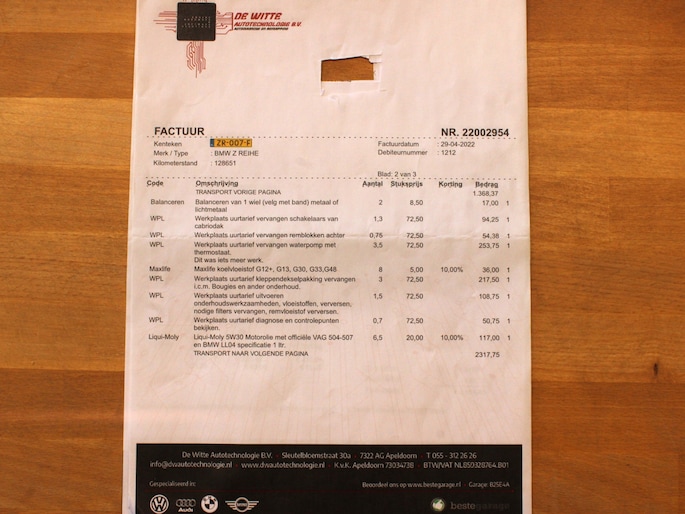 DE WITTE
AUTOTECHNOLOGIE B.V.
FACTUUR NR. 22002954
Kenteken : ZR-007-F Factuurdatum : 29-04-2022
Merk / Type : BMW Z REIHE Debiteurnummer : 1212
Kilometerstand : 128651
Blad: 2 van 3
Code Omschrijving Aantal Stuksprijs Korting Bedrag
TRANSPORT VORIGE PAGINA 1.368,37
Balanceren Balanceren van 1 wiel (velg met band) metaal of 2 8,50 17,00 1
lichtmetaal
WPL Werkplaats uurtarief vervangen schakelaars van 1,3 72,50 94,25 1
cabriodak
WPL Werkplaats uurtarief vervangen remblokken achter 0,75 72,50 54,38 1
WPL Werkplaats uurtarief vervangen waterpomp met 3,5 72,50 253,75 1
thermostaat.
Dit was iets meer werk.
Maxlife Maxlife koelvloeistof G12+, G13, G30, G33,G48 8 5,00 10,00% 36,00 1
WPL Werkplaats uurtarief kleppendekselpakking vervangen 3 72,50 217,50 1
i.c.m. Bougies en ander onderhoud.
WPL Werkplaats uurtarief uitvoeren 1,5 72,50 108,75 1
onderhoudswerkzaamheden, vloeistoffen, verversen,
nodige filters vervangen, remvloeistof verversen.
WPL Werkplaats uurtarief diagnose en controlepunten 0,7 72,50 50,75 1
bekijken.
Liqui-Moly Liqui-Moly 5W30 Motorolie met officiële VAG 504-507 6,5 20,00 10,00% 117,00 1
en BMW LL04 specificatie 1 ltr.
TRANSPORT NAAR VOLGENDE PAGINA 2317,75
De Witte Autotechnologie B.V. · Sleutelbloemstraat 30a · 7322 AG Apeldoorn · T 055 - 312 26 26
info@dwautotechnologie.nl · www.dwautotechnologie.nl · K.v.K. Apeldoorn 73034738 · BTW/VAT NL859328764.B01
Gespecialiseerd in: Beoordeel ons op www.bestegarage.nl - Garage: B25E4A
Audi BMW MINI bestegarage